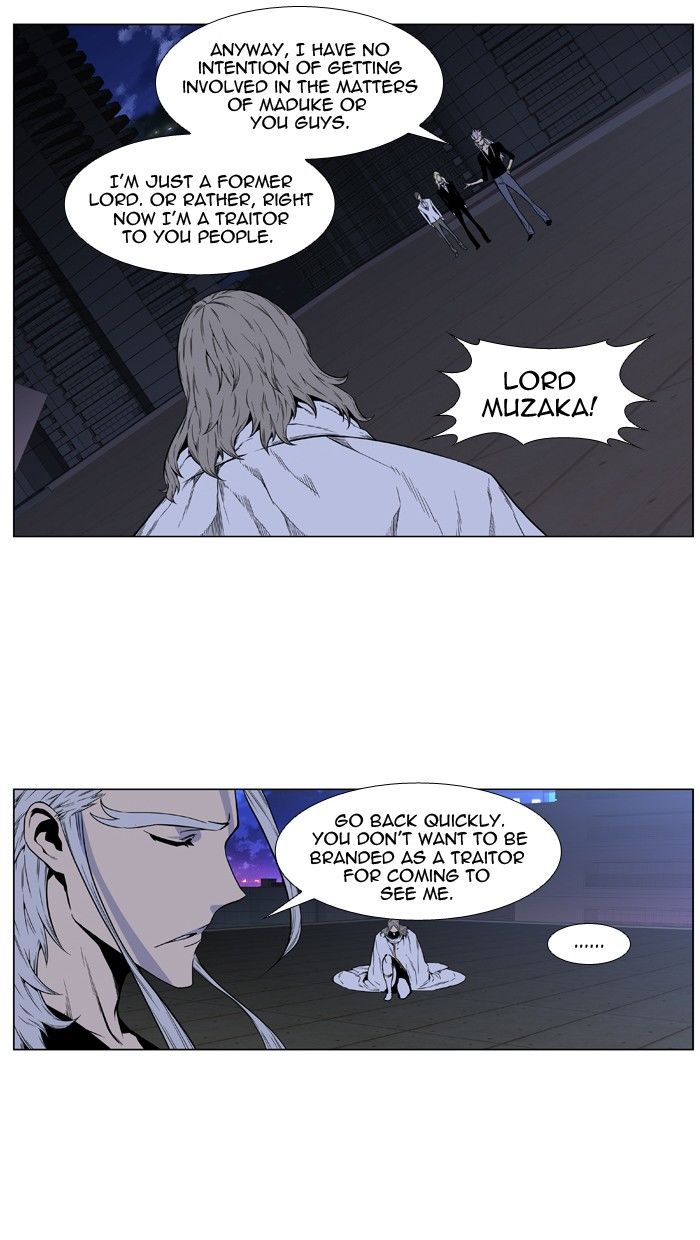 ANYWAY, I HAVE NO
INTENTION OF GETTING
INVOLVED IN THE MATTERS
OF MADUKE OR
YOU GUYS.
I'M JUST A FORMER
LORD. OR RATHER, RIGHT
NOW I'M A TRAITOR
TO YOU PEOPLE.
LORD
MUZAKA!
GO BACK QUICKLY.
YOU DON'T WANT TO BE
BRANDED AS A TRAITOR
FOR COMING TO
SEE ME.
......